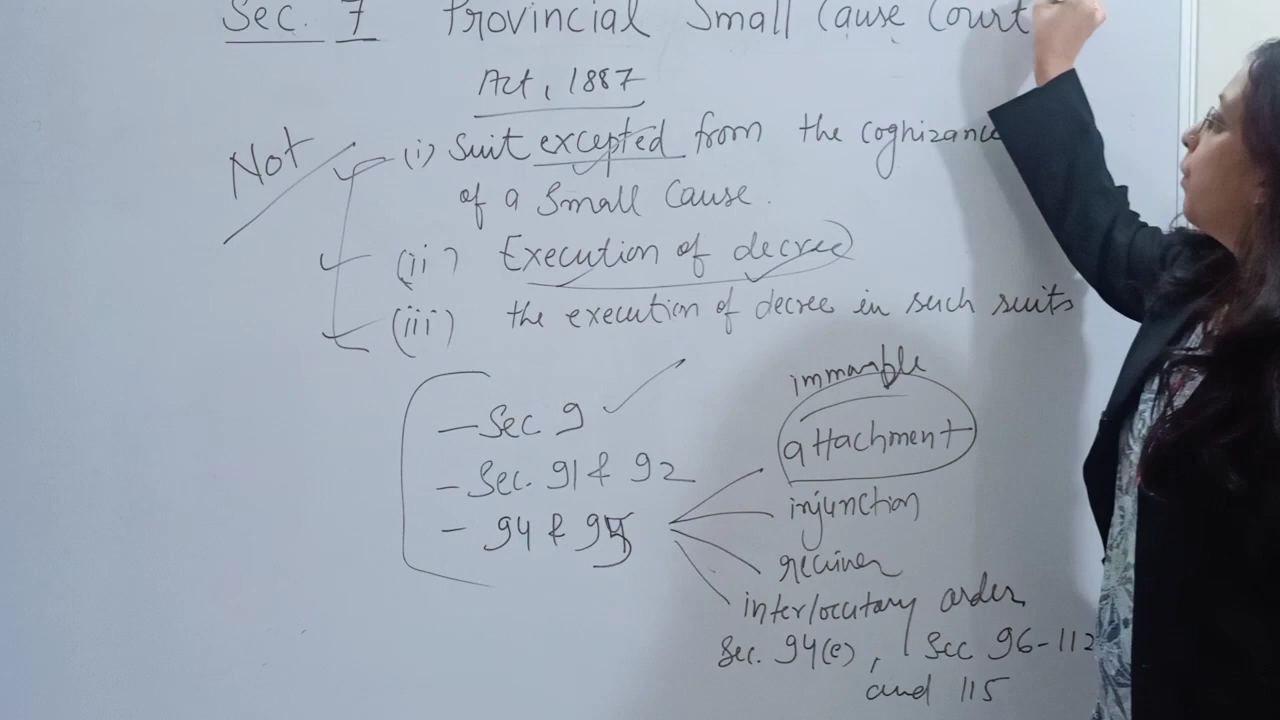 Sec. 7 Provincial Small Cause Court
Act, 1887
Not
(i) Suit excepted from the cognizance
of a Small Cause.
(ii) Execution of decree
(iii) the execution of decree in such suits
immovable
- Sec 9
attachment
- Sec. 91 & 92
injunction
- 94 & 95
reciver
interlocutary order
Sec. 94(e), Sec 96-112
and 115